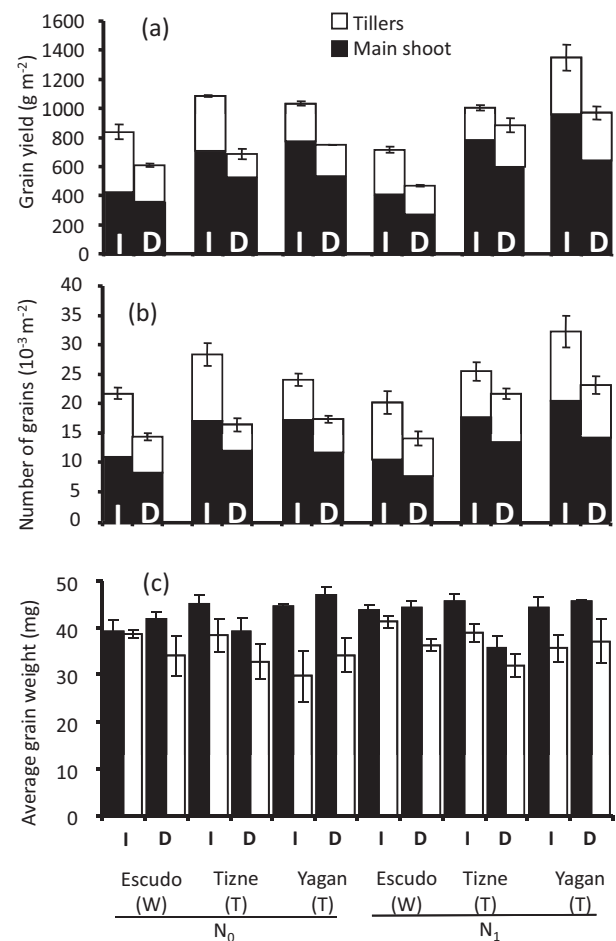 (a)
Tillers
Main shoot
Grain yield (g m⁻²)
1600
1400
1200
1000
800
600
400
200
0
I D I D I D I D I D I D
(b)
Number of grains (10⁻³ m⁻²)
40
35
30
25
20
15
10
5
0
I D I D I D I D I D I D
(c)
Average grain weight (mg)
50
40
30
20
10
0
I D I D I D I D I D I D
Escudo Tizne Yagan Escudo Tizne Yagan
(W) (T) (T) (W) (T) (T)
N₀ N₁